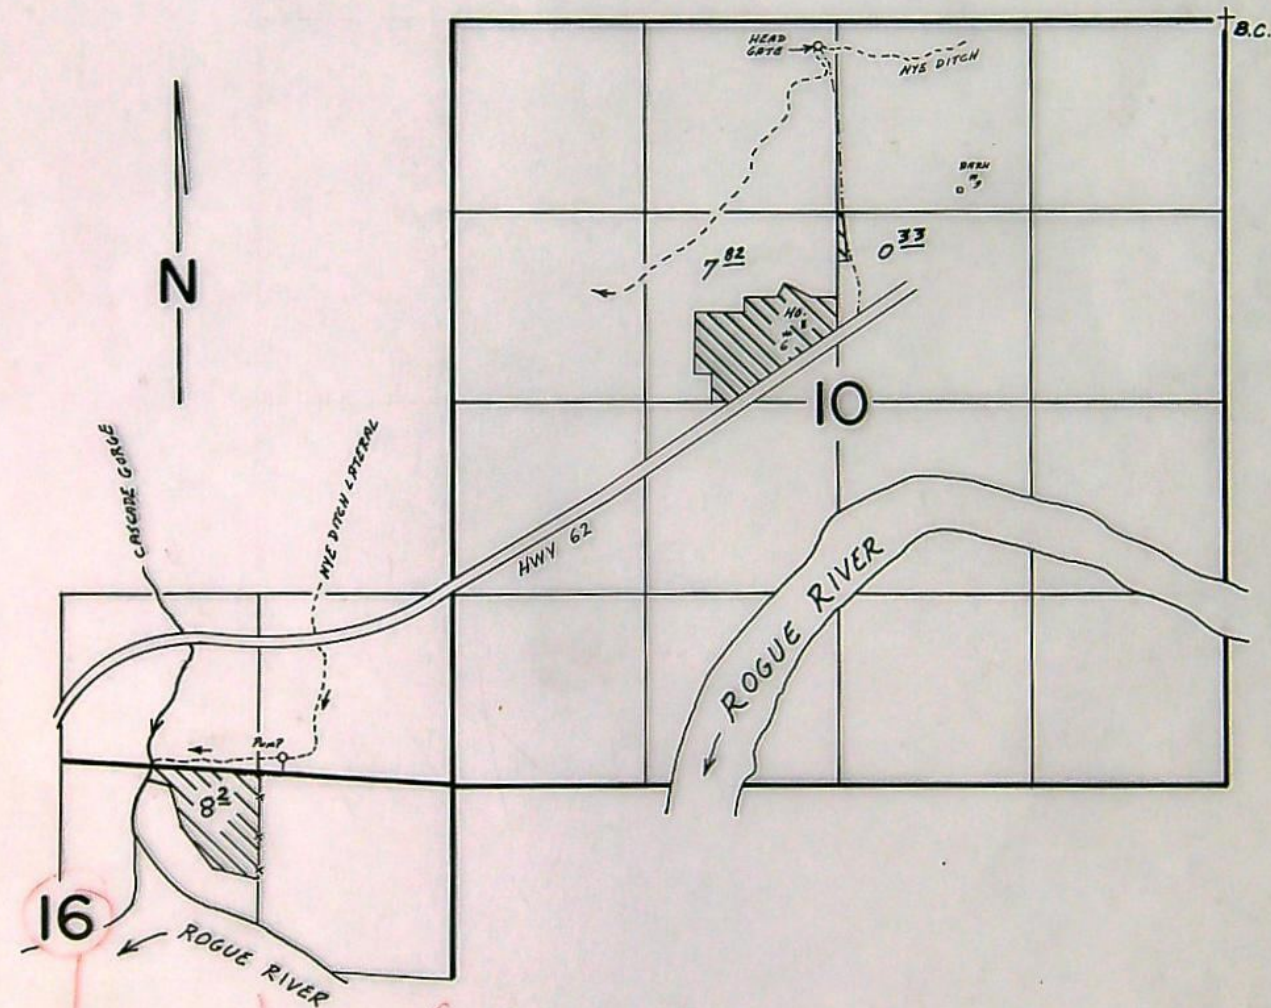 B.C.
HEAD
GATE
NYE DITCH
BARN
N
7 82
0 33
HO.
10
CASCADE GORGE
NYE DITCH LATERAL
HWY 62
ROGUE RIVER
PUMP
8 2
16
ROGUE RIVER